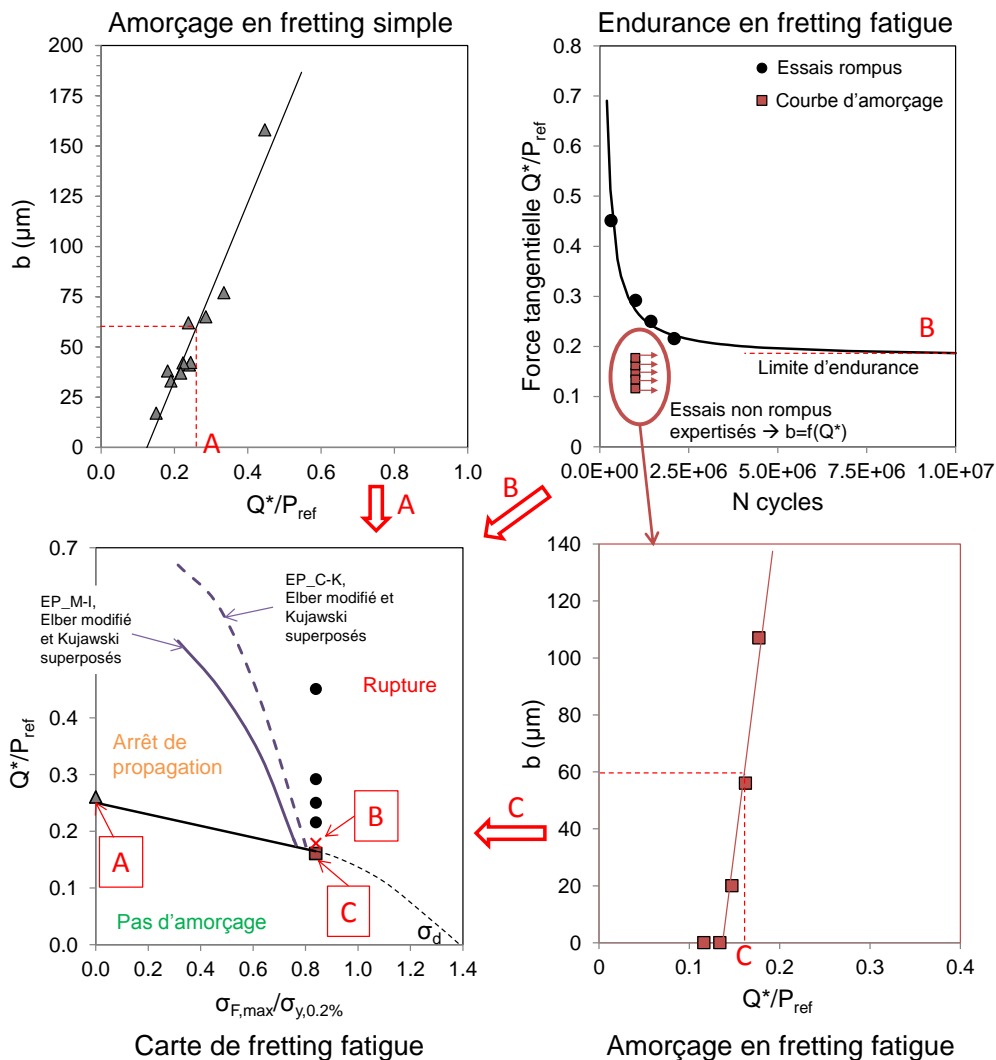 Amorçage en fretting simple
200
175
150
125
100
75
50
25
0
b (µm)
0.0 0.2 0.4 0.6 0.8 1.0
A
Q*/Pref
A
Endurance en fretting fatigue
0.8
0.7
0.6
0.5
0.4
0.3
0.2
0.1
0
Force tangentielle Q*/Pref
Essais rompus
Courbe d'amorçage
B
Limite d'endurance
Essais non rompus
expertisés → b=f(Q*)
0.0E+00 2.5E+06 5.0E+06 7.5E+06 1.0E+07
N cycles
B
0.7
0.4
0.3
0.2
0.1
0.0
Q*/Pref
EP_M-I,
Elber modifié
et Kujawski
superposés
EP_C-K,
Elber modifié et
Kujawski
superposés
Rupture
Arrêt de
propagation
A
B
C
Pas d'amorçage
σd
0.0 0.2 0.4 0.6 0.8 1.0 1.2 1.4
σF,max/σy,0.2%
Carte de fretting fatigue
C
140
120
100
80
60
40
20
0
b (µm)
0 0.1 0.2 0.3 0.4
C
Q*/Pref
Amorçage en fretting fatigue